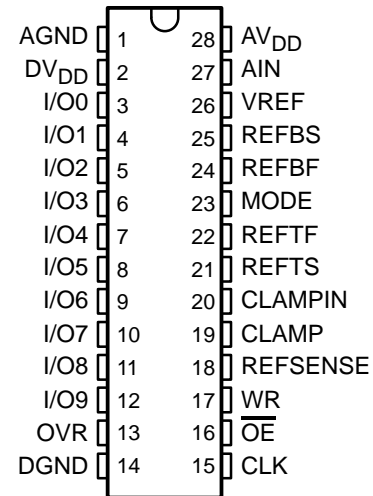 AGND 1 28 AVDD
DVDD 2 27 AIN
I/O0 3 26 VREF
I/O1 4 25 REFBS
I/O2 5 24 REFBF
I/O3 6 23 MODE
I/O4 7 22 REFTF
I/O5 8 21 REFTS
I/O6 9 20 CLAMPIN
I/O7 10 19 CLAMP
I/O8 11 18 REFSENSE
I/O9 12 17 WR
OVR 13 16 O̅E̅
DGND 14 15 CLK